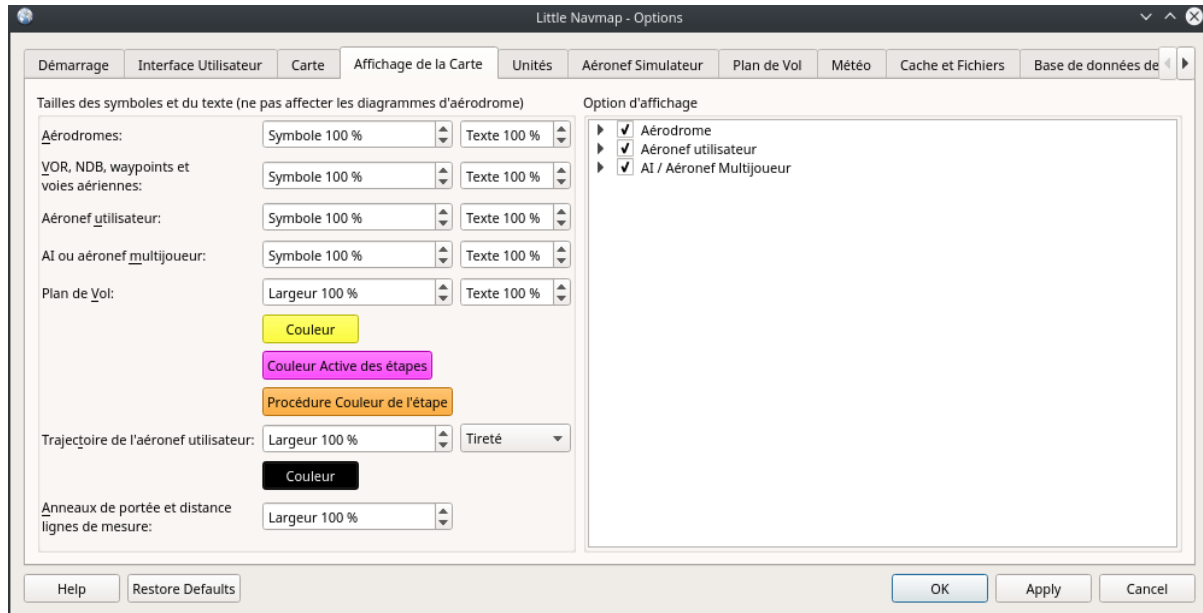 Little Navmap - Options
Démarrage Interface Utilisateur Carte Affichage de la Carte Unités Aéronef Simulateur Plan de Vol Météo Cache et Fichiers Base de données de
Tailles des symboles et du texte (ne pas affecter les diagrammes d'aérodrome)
Aérodromes: Symbole 100 % Texte 100 %
VOR, NDB, waypoints et
voies aériennes: Symbole 100 % Texte 100 %
Aéronef utilisateur: Symbole 100 % Texte 100 %
AI ou aéronef multijoueur: Symbole 100 % Texte 100 %
Plan de Vol: Largeur 100 % Texte 100 %
Couleur
Couleur Active des étapes
Procédure Couleur de l'étape
Trajectoire de l'aéronef utilisateur: Largeur 100 % Tireté
Couleur
Anneaux de portée et distance
lignes de mesure: Largeur 100 %
Option d'affichage
Aérodrome
Aéronef utilisateur
AI / Aéronef Multijoueur
Help Restore Defaults OK Apply Cancel